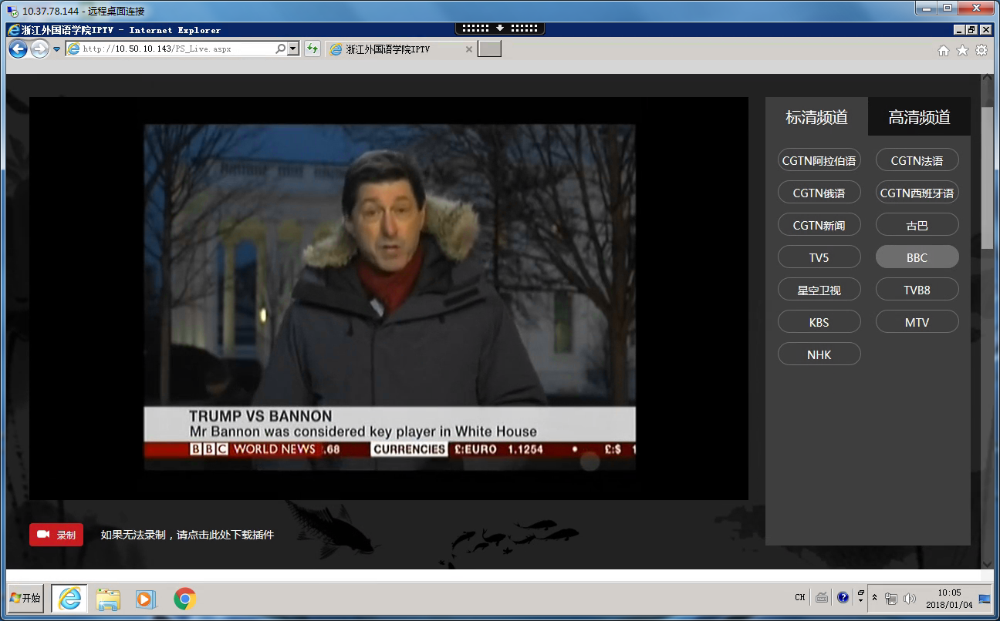 10.37.78.144 - 远程桌面连接
浙江外国语学院IPTV - Internet Explorer
http://10.50.10.143/PS_Live.aspx
浙江外国语学院IPTV
标清频道 高清频道
CGTN阿拉伯语 CGTN法语
CGTN俄语 CGTN西班牙语
CGTN新闻 古巴
TV5 BBC
星空卫视 TVB8
KBS MTV
NHK
TRUMP VS BANNON
Mr Bannon was considered key player in White House
BBC WORLD NEWS .68 CURRENCIES £:EURO 1.1254 • £:$ 1
录制 如果无法录制，请点击此处下载插件
开始
CH
10:05
2018/01/04